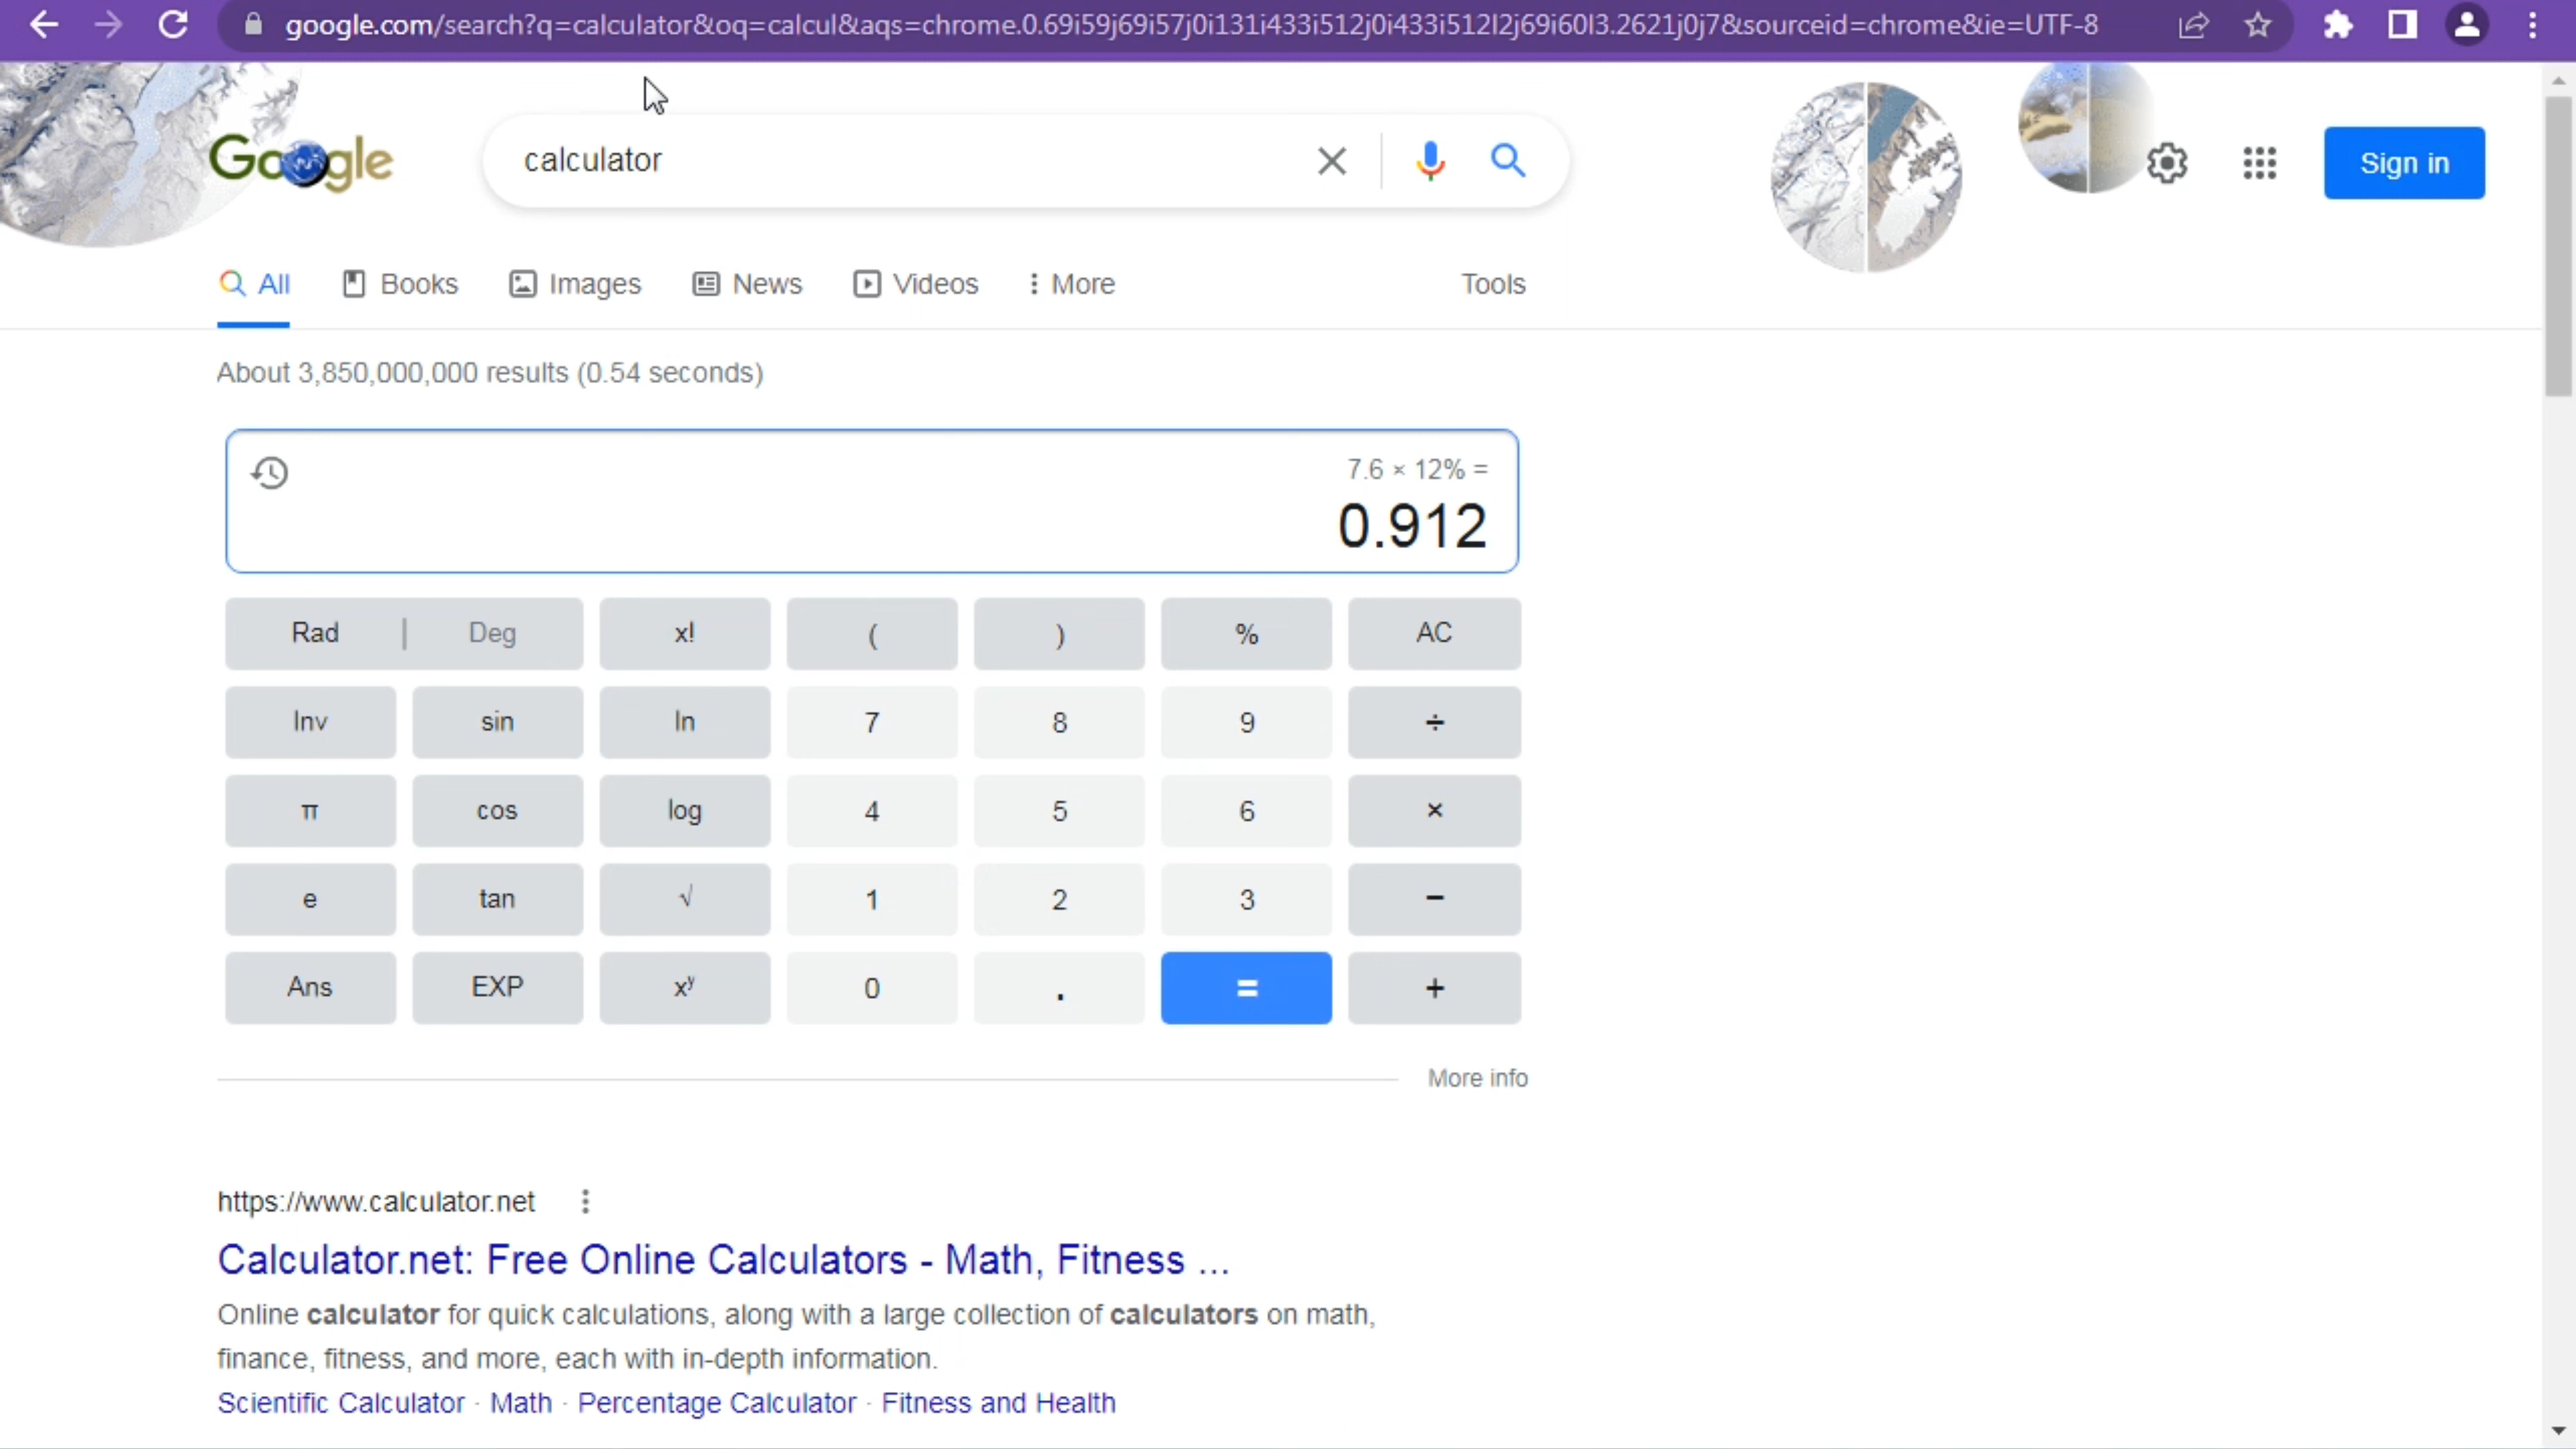 google.com/search?q=calculator&oq=calcul&aqs=chrome.0.69i59j69i57j0i131i433i512j0i433i512l2j69i60l3.2621j0j7&sourceid=chrome&ie=UTF-8
Google
calculator
Sign in
All Books Images News Videos More Tools
About 3,850,000,000 results (0.54 seconds)
7.6 × 12% =
0.912
Rad | Deg x! ( ) % AC
Inv sin ln 7 8 9 ÷
π cos log 4 5 6 ×
e tan √ 1 2 3 −
Ans EXP xʸ 0 . = +
More info
https://www.calculator.net
Calculator.net: Free Online Calculators - Math, Fitness ...
Online calculator for quick calculations, along with a large collection of calculators on math,
finance, fitness, and more, each with in-depth information.
Scientific Calculator · Math · Percentage Calculator · Fitness and Health